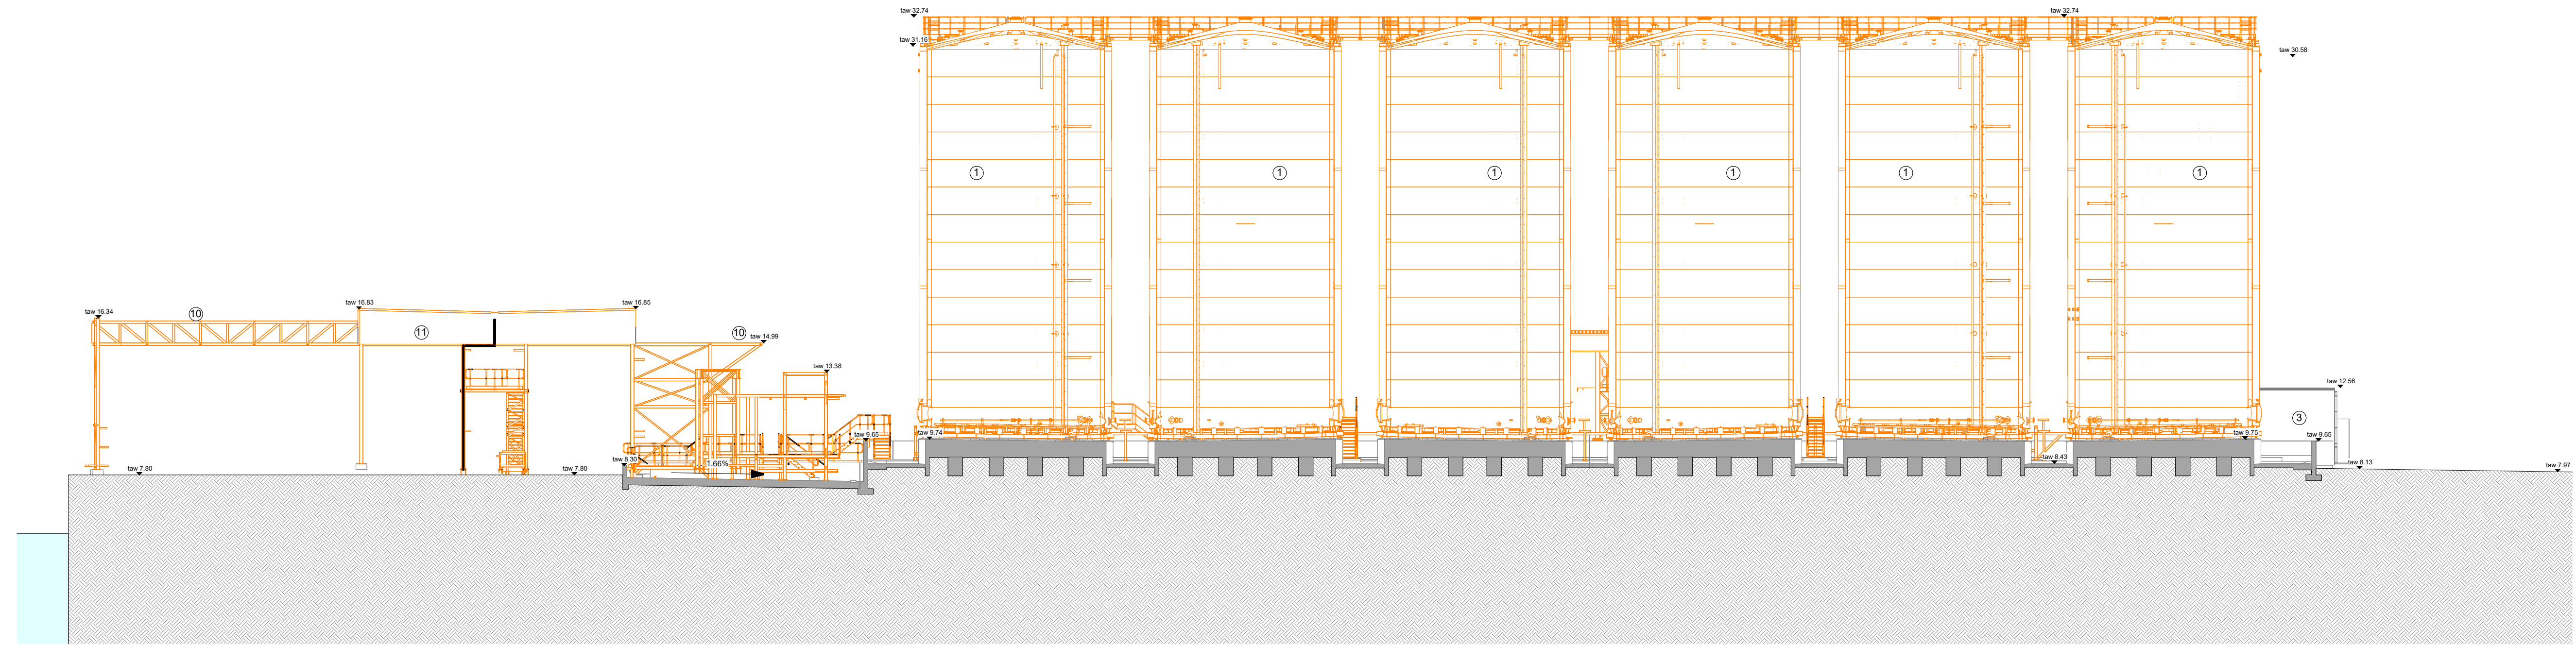 taw 32.74
taw 32.74
taw 31.16
taw 30.58
1
1
1
1
1
1
taw 16.83
taw 16.85
taw 16.34
10
11
10
taw 14.99
taw 13.38
taw 12.56
3
taw 9.65
taw 9.74
taw 9.75
taw 9.65
taw 8.30
1.66%
taw 8.43
taw 8.13
taw 7.80
taw 7.80
taw 7.97